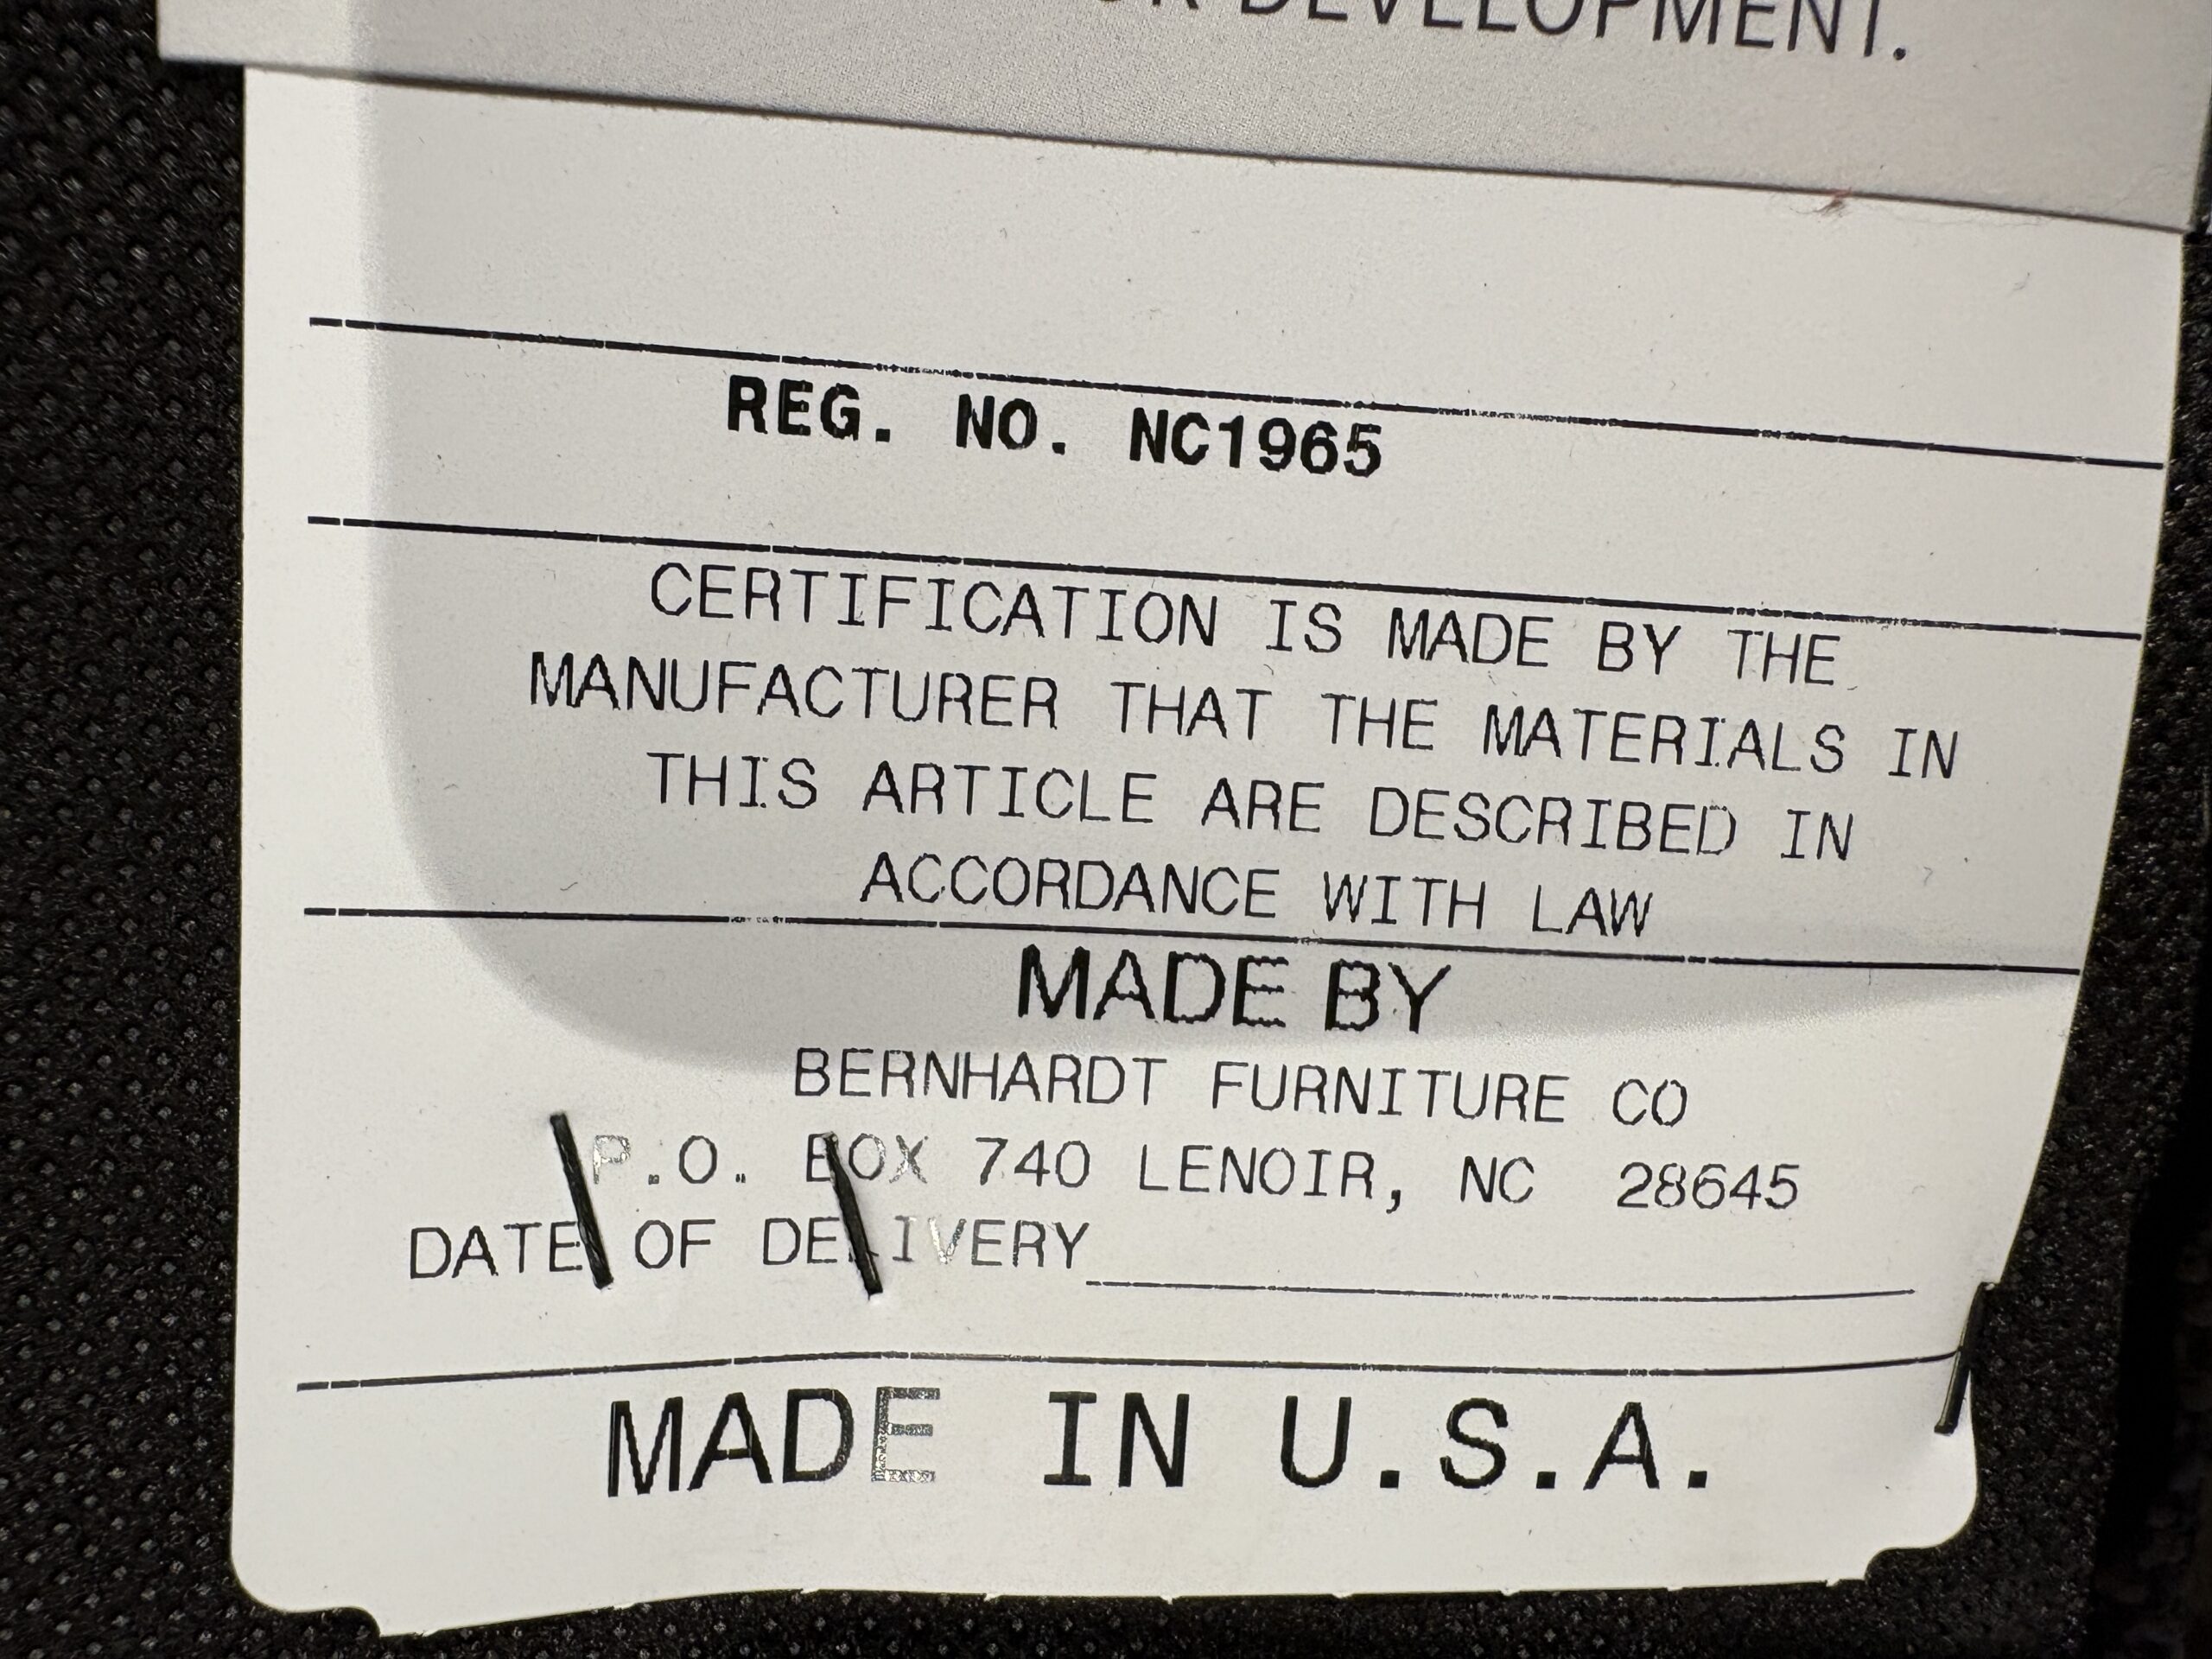 DEVELOPMENT.
REG. NO. NC1965
CERTIFICATION IS MADE BY THE
MANUFACTURER THAT THE MATERIALS IN
THIS ARTICLE ARE DESCRIBED IN
ACCORDANCE WITH LAW
MADE BY
BERNHARDT FURNITURE CO
P.O. BOX 740 LENOIR, NC 28645
DATE OF DELIVERY
MADE IN U.S.A.